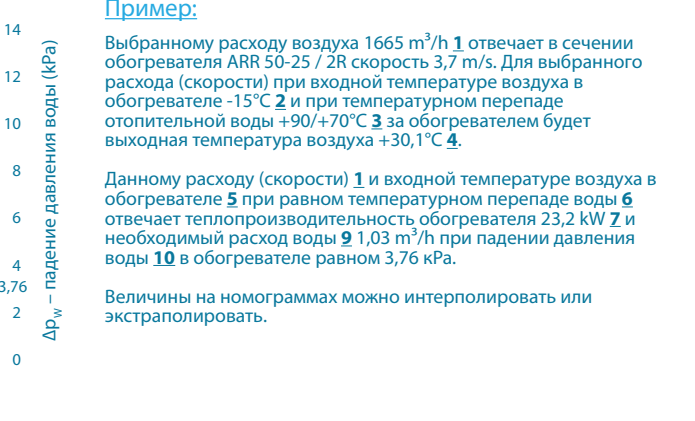 Пример:
14
12
10
8
6
4
3,76
2
0
Δpw – падение давления воды (kPa)
Выбранному расходу воздуха 1665 m³/h 1 отвечает в сечении
обогревателя ARR 50-25 / 2R скорость 3,7 m/s. Для выбранного
расхода (скорости) при входной температуре воздуха в
обогревателе -15°C 2 и при температурном перепаде
отопительной воды +90/+70°C 3 за обогревателем будет
выходная температура воздуха +30,1°C 4.
Данному расходу (скорости) 1 и входной температуре воздуха в
обогревателе 5 при равном температурном перепаде воды 6
отвечает теплопроизводительность обогревателя 23,2 kW 7 и
необходимый расход воды 9 1,03 m³/h при падении давления
воды 10 в обогревателе равном 3,76 кPa.
Величины на номограммах можно интерполировать или
экстраполировать.